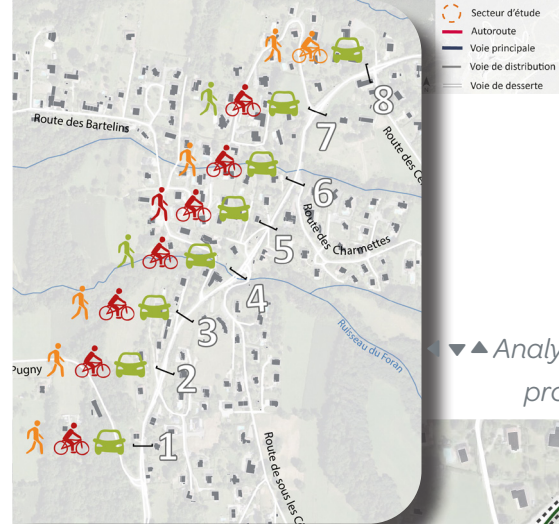 Secteur d'étude
Autoroute
Voie principale
Voie de distribution
Voie de desserte
8
7
Route des Bartelins
6
5
Route des Charmettes
4
3
Ruisseau du Foran
Pugny
2
1
Route de sous les
Route des
Analy
pro